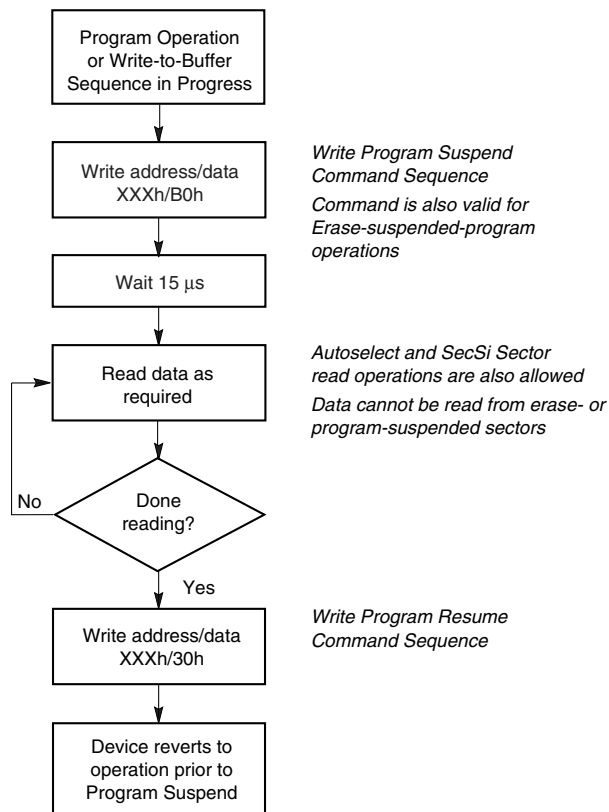 Program Operation
or Write-to-Buffer
Sequence in Progress
Write address/data
XXXh/B0h
Write Program Suspend
Command Sequence
Command is also valid for
Erase-suspended-program
operations
Wait 15 μs
Read data as
required
Autoselect and SecSi Sector
read operations are also allowed
Data cannot be read from erase- or
program-suspended sectors
No
Done
reading?
Yes
Write address/data
XXXh/30h
Write Program Resume
Command Sequence
Device reverts to
operation prior to
Program Suspend